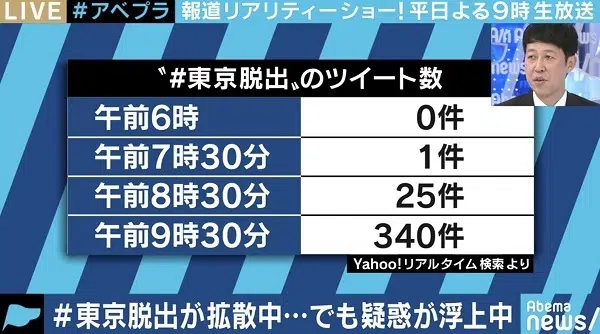 LIVE #アベプラ 報道リアリティーショー!平日よる9時生放送
A/M Abema news/
〝#東京脱出〟のツイート数
午前6時 0件
午前7時30分 1件
午前8時30分 25件
午前9時30分 340件
Yahoo!リアルタイム検索より
#東京脱出が拡散中…でも疑惑が浮上中
Abema NEWS/